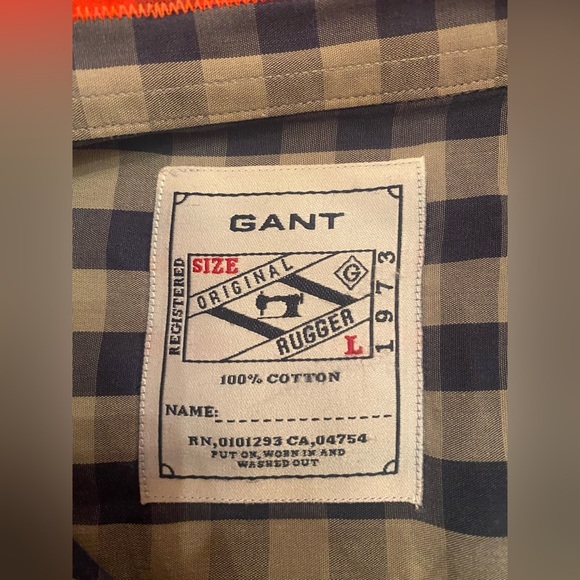 GANT
REGISTERED
SIZE
ORIGINAL
G
RUGGER
L
1973
100% COTTON
NAME:
RN,0101293 CA,04754
PUT ON, WORN IN AND
WASHED OUT